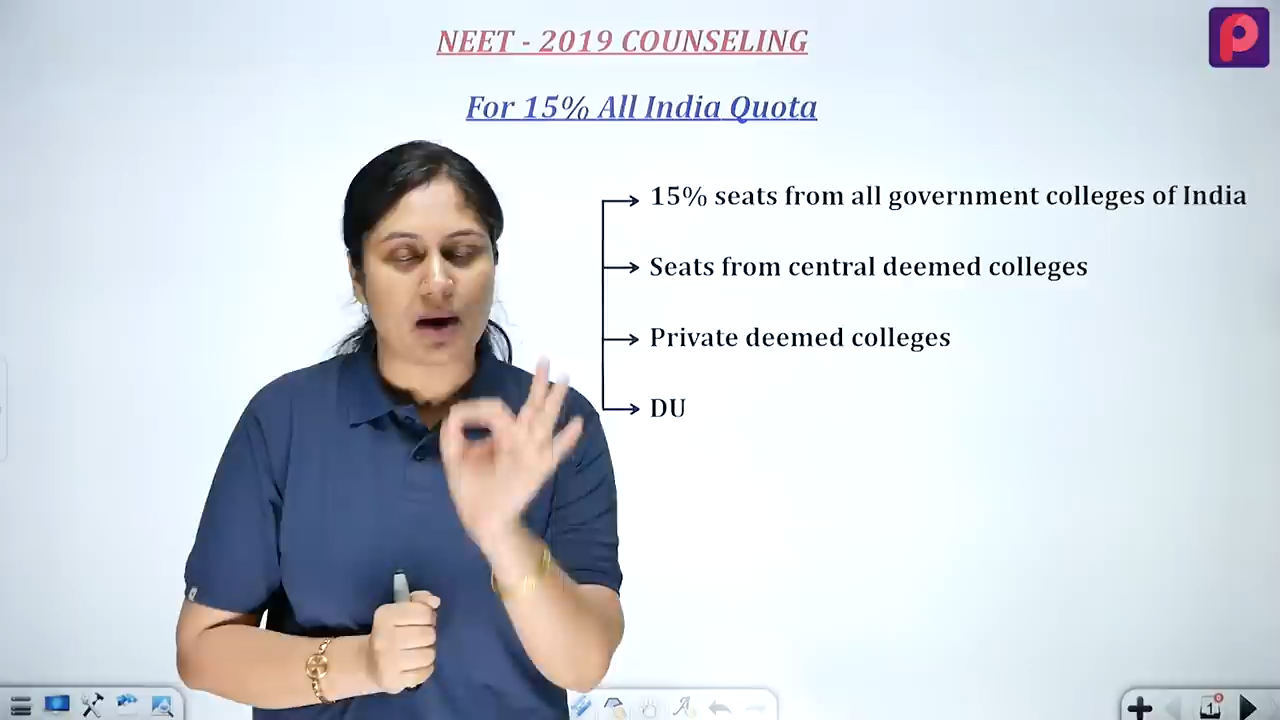 NEET - 2019 COUNSELING
For 15% All India Quota
15% seats from all government colleges of India
Seats from central deemed colleges
Private deemed colleges
DU
1